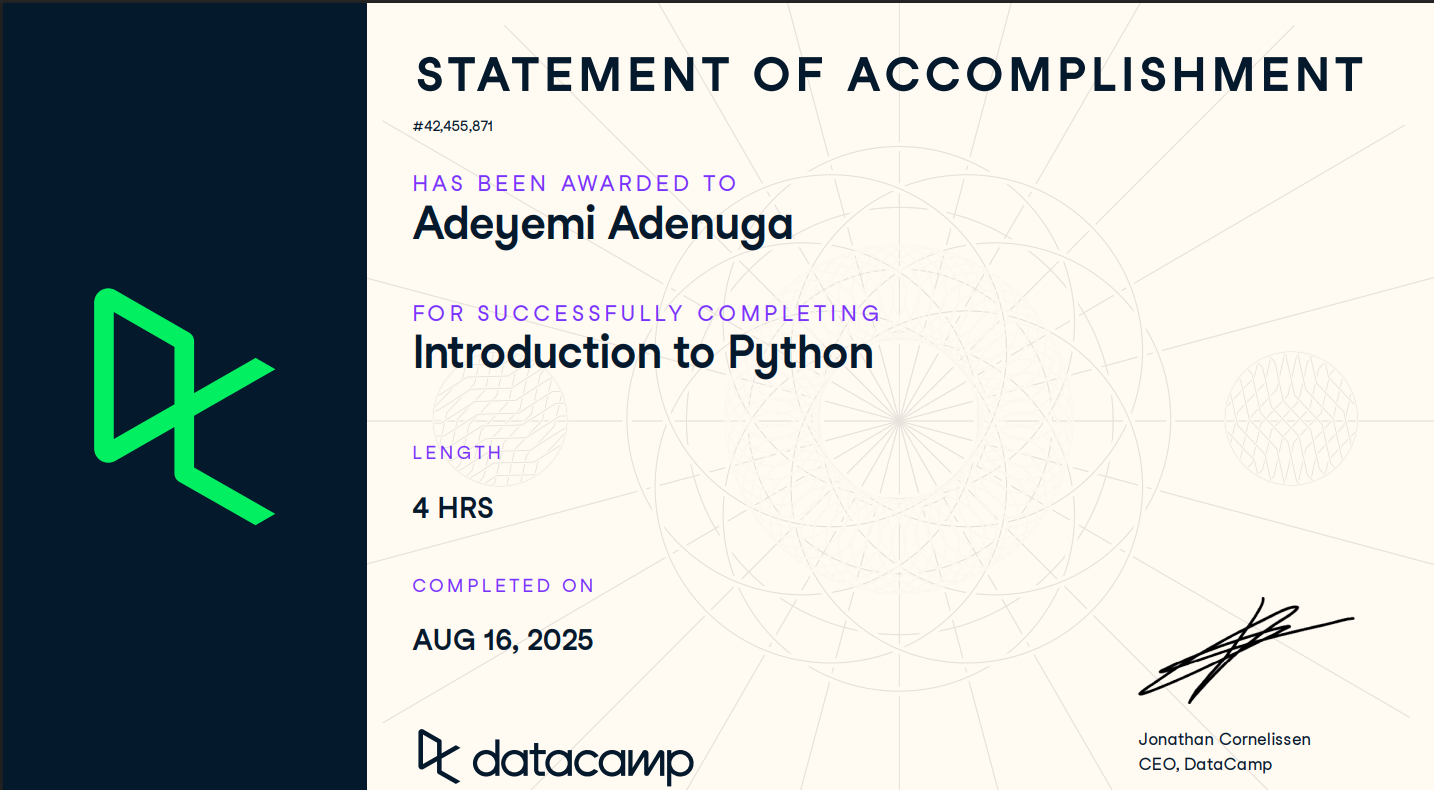 STATEMENT OF ACCOMPLISHMENT
#42,455,871
HAS BEEN AWARDED TO
Adeyemi Adenuga
FOR SUCCESSFULLY COMPLETING
Introduction to Python
LENGTH
4 HRS
COMPLETED ON
AUG 16, 2025
datacamp
Jonathan Cornelissen
CEO, DataCamp